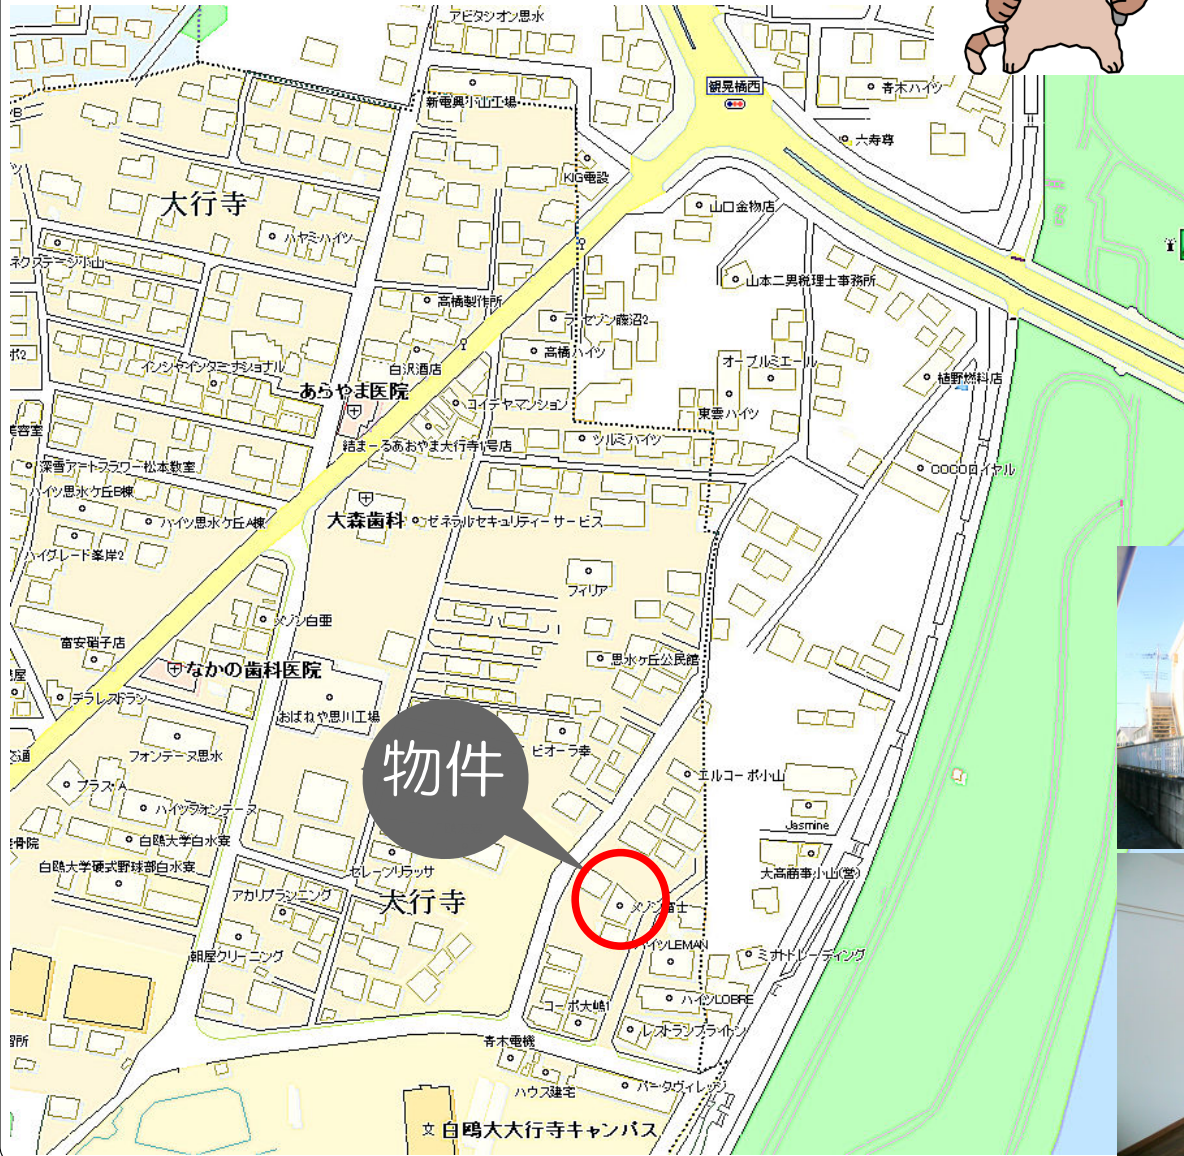 アビタシオン思水
新電興小山工場
観晃橋西
青木ハイツ
六寿尊
KJG電設
大行寺
山口金物店
ハヤミハイツ
ネクステージ小山
山本二男税理士事務所
高橋製作所
ラ・セゾン藤沼2
高橋ハイツ
白沢酒店
オーブルミエール
インシャインターナショナル
植野燃料店
あらやま医院
コイデヤマンション
東雲ハイツ
美容室
結まーるあおやま大行寺1号店
ツルミハイツ
深雪アートフラワー松本教室
COCOロイヤル
ハイツ思水ケ丘B棟
ハイツ思水ケ丘A棟
大森歯科
ゼネラルセキュリティーサービス
ハイグレード峯岸2
フィリア
メゾン白亜
富安硝子店
思水ヶ丘公民館
なかの歯科医院
テラレストラン
おばねや思川工場
フォンテーヌ思水
物件
ビオーラ幸
エルコーポ小山
プラスA
ハイツフォンテーヌ
Jasmine
白鴎大学白水寮
白鴎大学硬式野球部白水寮
セレーンリラッサ
大高商事小山(営)
アカリプランニング
大行寺
メゾン富士
朝屋クリーニング
ハイツLEMAN
ミナトトレーディング
ハイツLOBRE
コーポ大嶋1
レストランブライトン
青木電機
ハウス建宅
パークヴィレッジ
文 白鴎大大行寺キャンパス